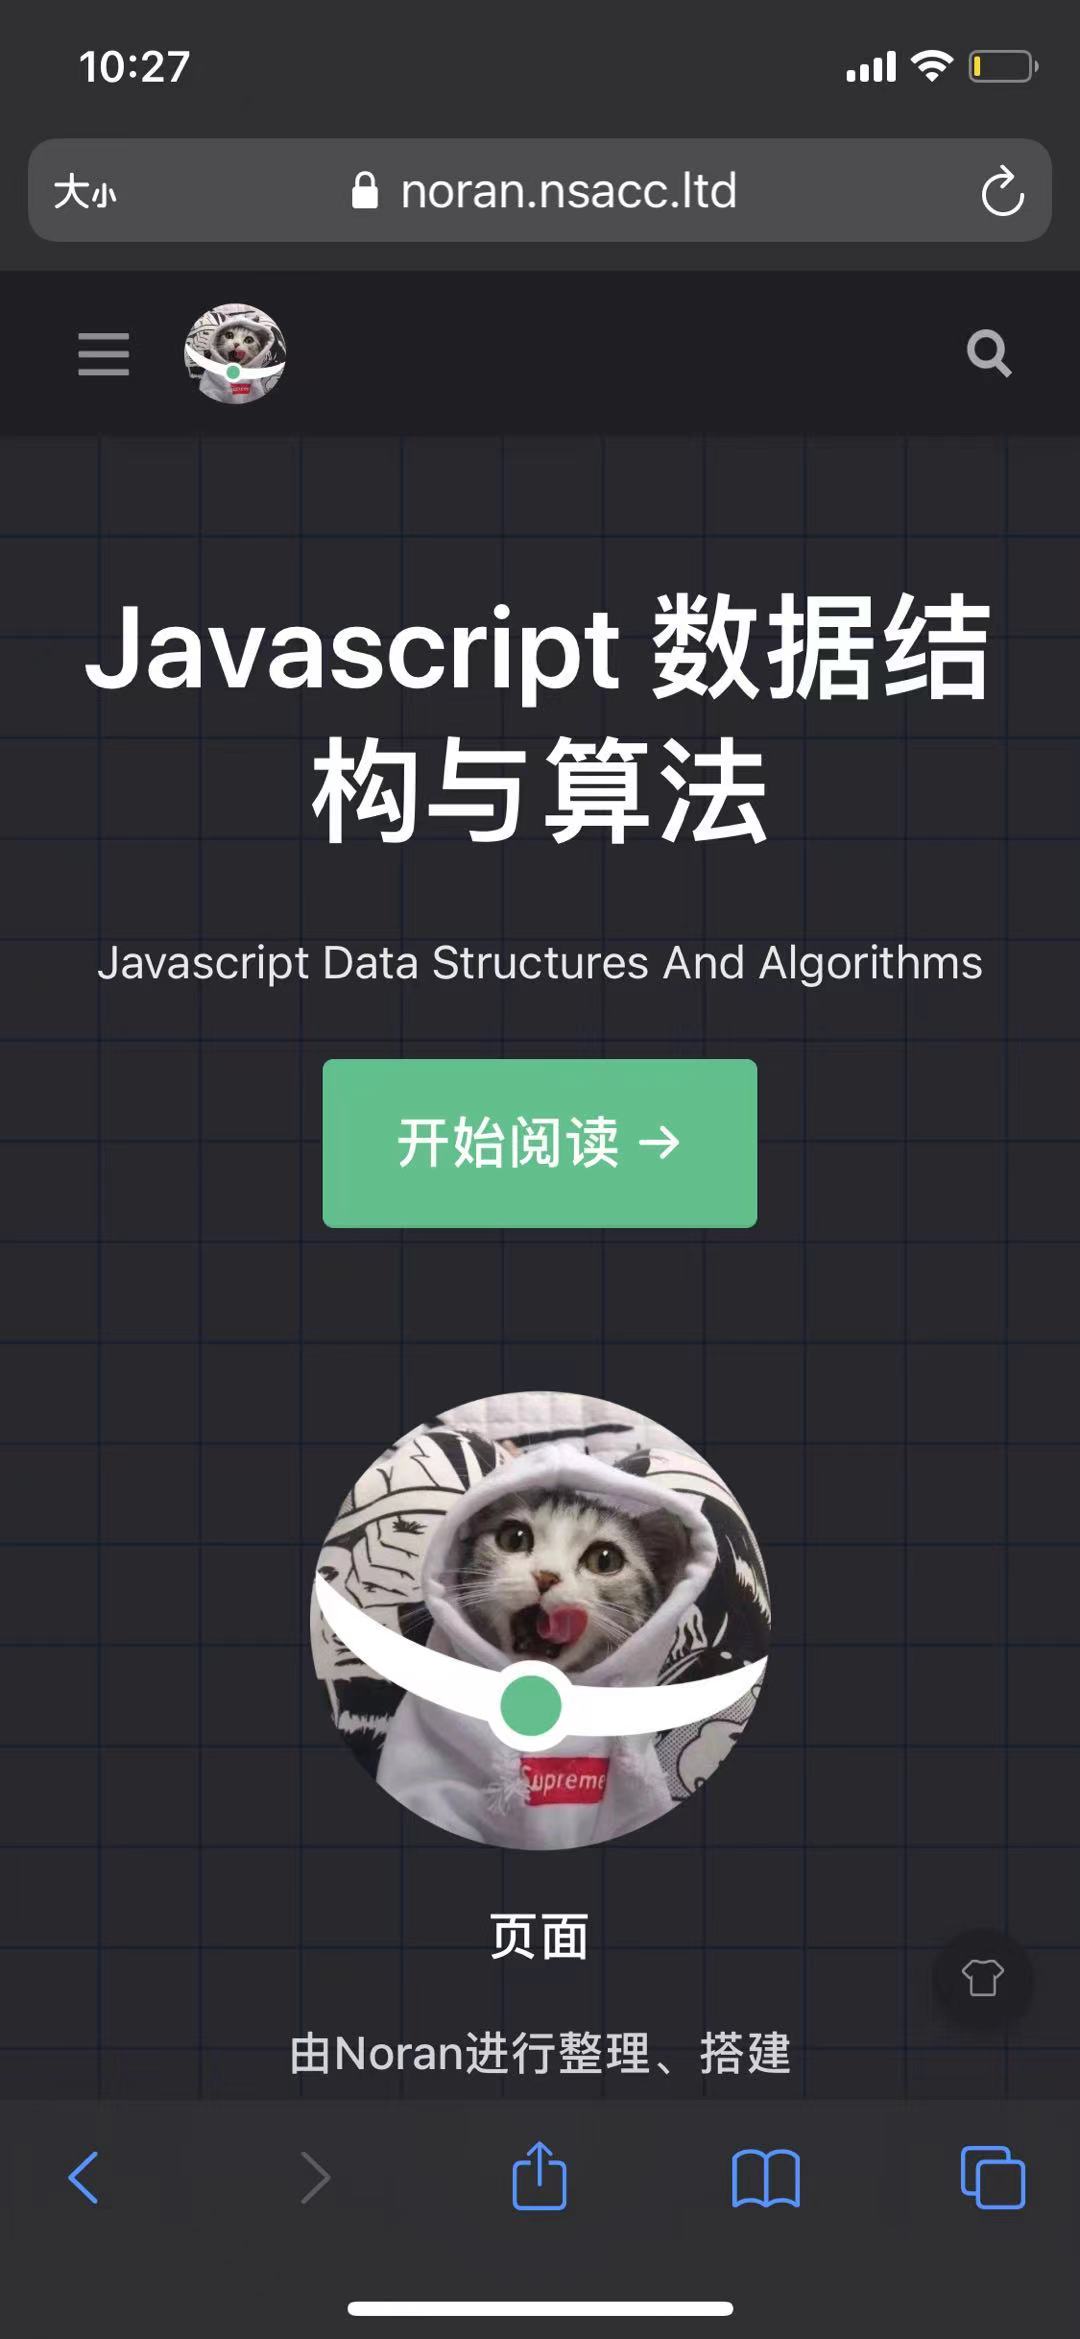 10:27
大小 noran.nsacc.ltd
Javascript 数据结
构与算法
Javascript Data Structures And Algorithms
开始阅读 →
Supreme
页面
由Noran进行整理、搭建